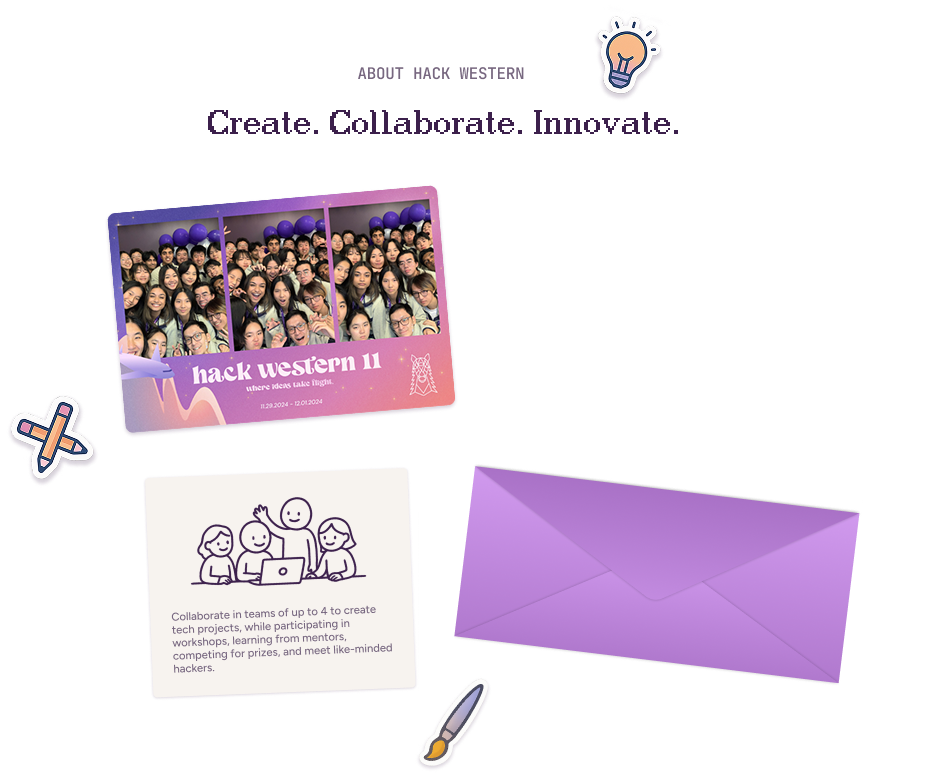 ABOUT HACK WESTERN
Create. Collaborate. Innovate.
hack western 11
where ideas take flight.
11.29.2024 - 12.01.2024
Collaborate in teams of up to 4 to create
tech projects, while participating in
workshops, learning from mentors,
competing for prizes, and meet like-minded
hackers.